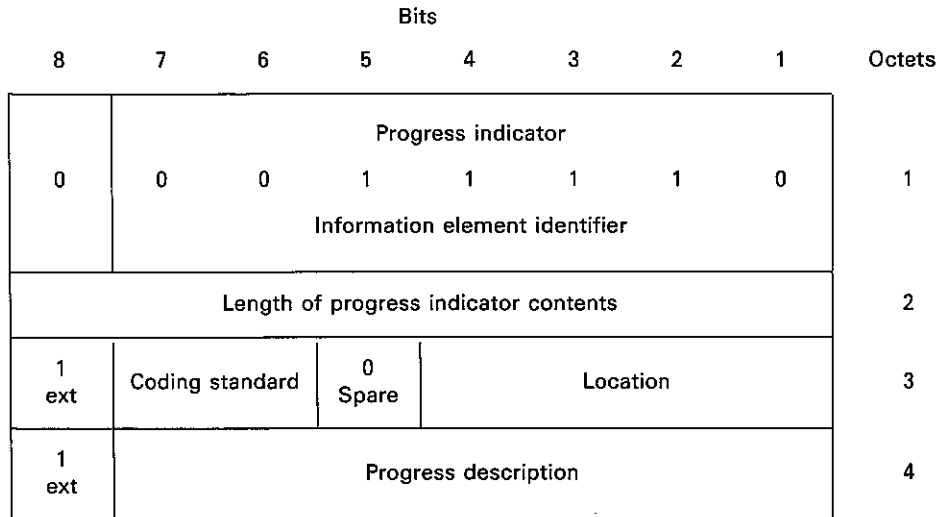 Bits
8 7 6 5 4 3 2 1 Octets
Progress indicator
0 0 0 1 1 1 1 0 1
Information element identifier
Length of progress indicator contents 2
1 ext Coding standard 0 Spare Location 3
1 ext Progress description 4